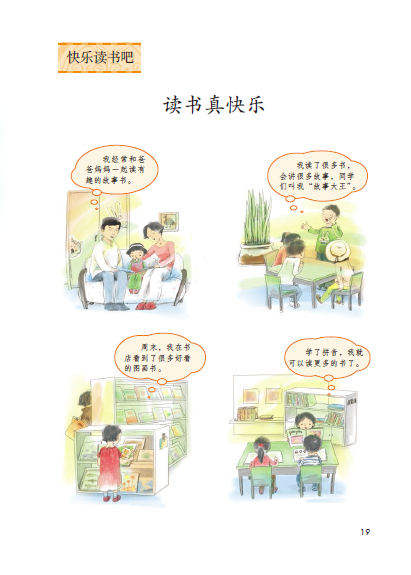 快乐读书吧
读书真快乐
我经常和爸
爸妈妈一起读有
趣的故事书。
我读了很多书，
会讲很多故事，同学
们叫我“故事大王”。
周末，我在书
店看到了很多好看
的图画书。
学了拼音，我就
可以读更多的书了。
19